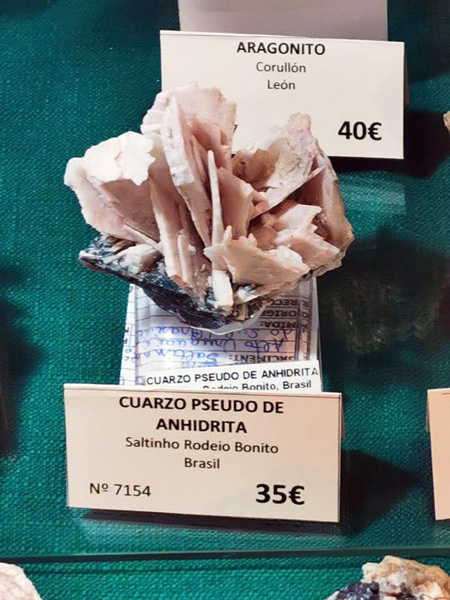 ARAGONITO
Corullón
León
40€
CUARZO PSEUDO DE ANHIDRITA
Rodeio Bonito, Brasil
CUARZO PSEUDO DE
ANHIDRITA
Saltinho Rodeio Bonito
Brasil
Nº 7154
35€